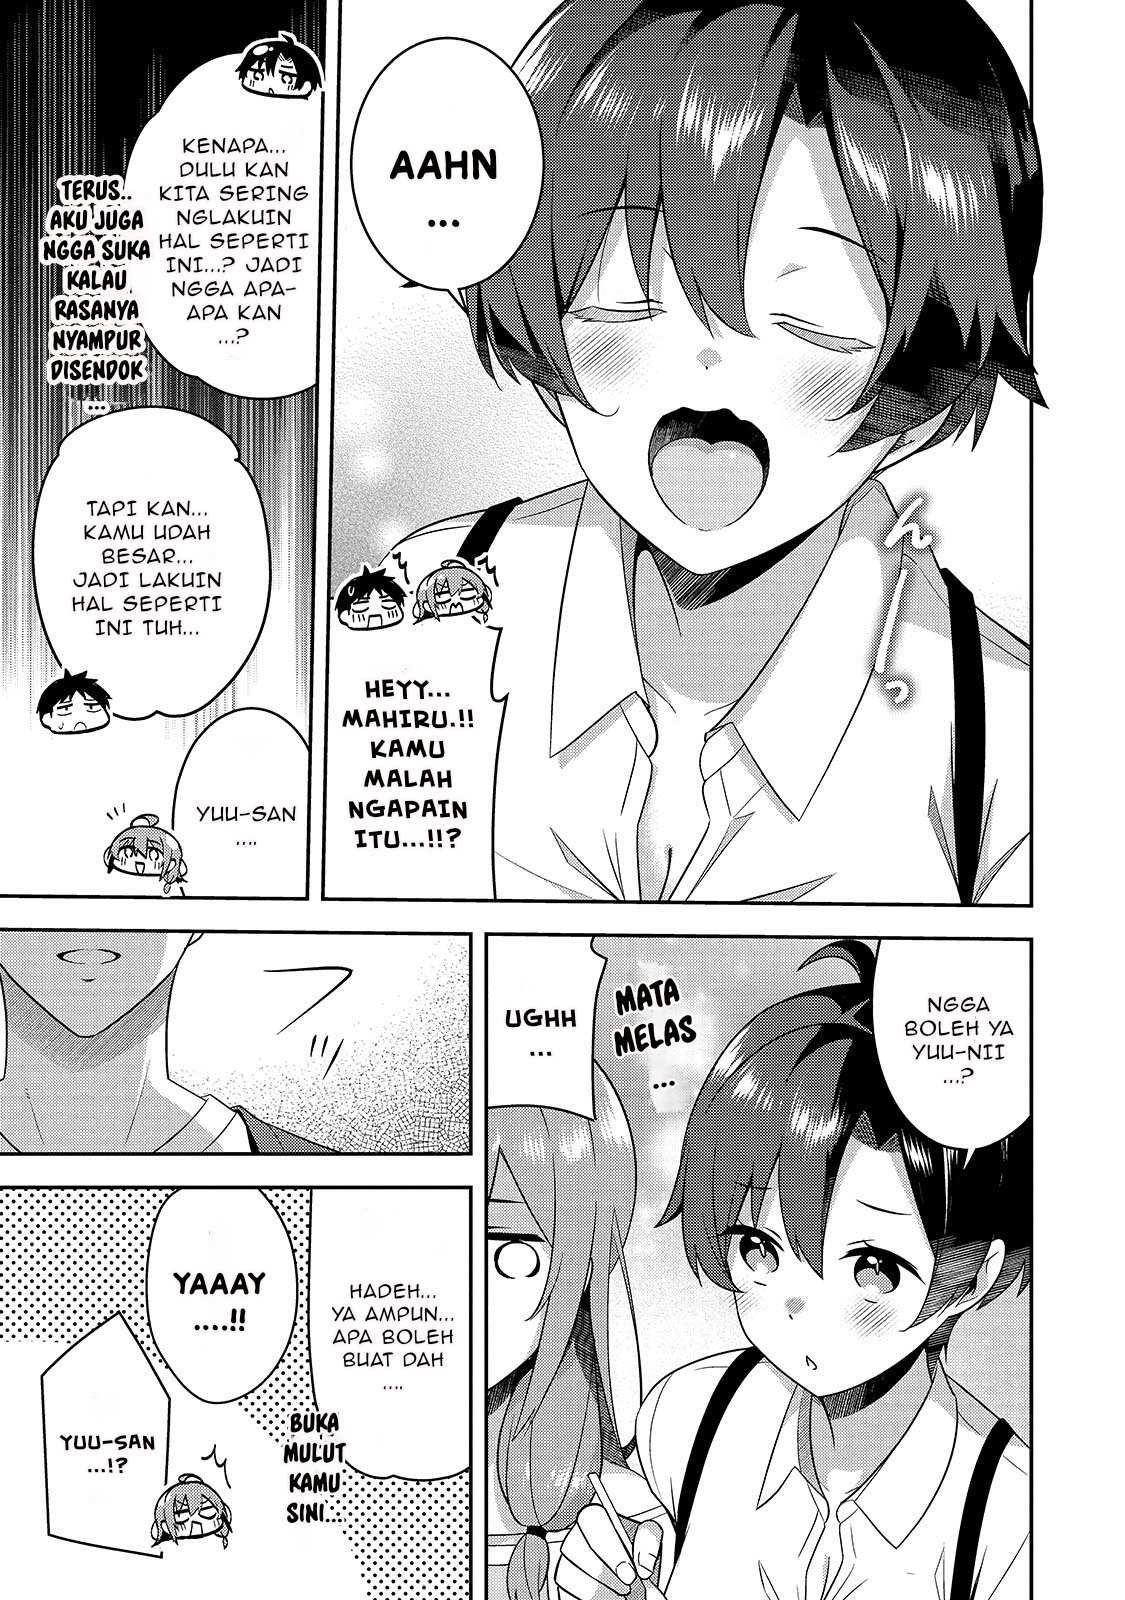 AAHN
...
んーっ
HEYY...
MAHIRU.!!
KAMU
MALAH
NGAPAIN
ITU...!!?
KENAPA...
DULU KAN
KITA SERING
NGLAKUIN
HAL SEPERTI
INI...? JADI
NGGA APA-
APA KAN
...?
TERUS..
AKU JUGA
NGGA SUKA
KALAU
RASANYA
NYAMPUR
DISENDOK
...
TAPI KAN...
KAMU UDAH
BESAR...
JADI LAKUIN
HAL SEPERTI
INI TUH...
YUU-SAN
....
NGGA
BOLEH YA
YUU-NII
...?
MATA
MELAS
...
UGHH
...
HADEH...
YA AMPUN...
APA BOLEH
BUAT DAH
....
BUKA
MULUT
KAMU
SINI...
YAAAY
....!!
YUU-SAN
...!?